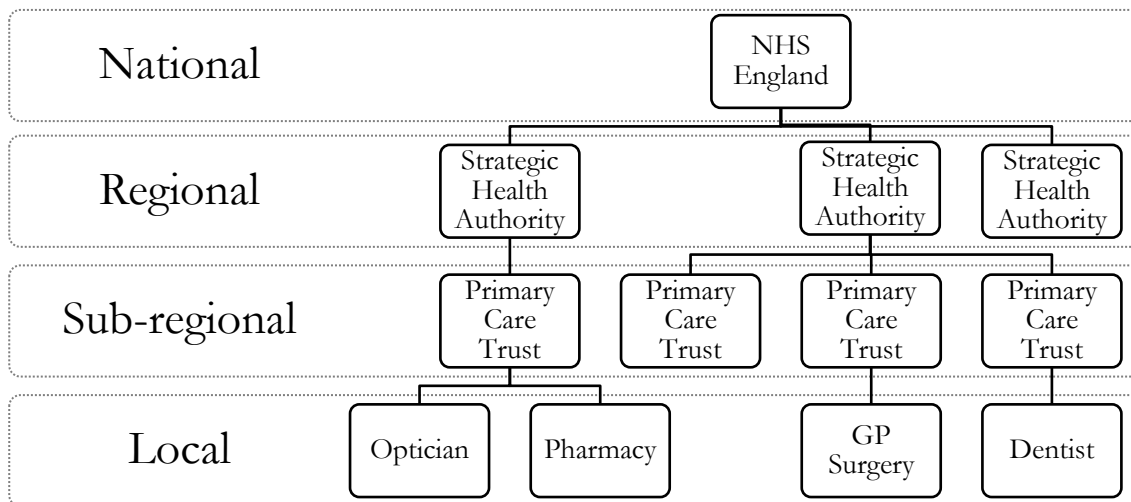 National
NHS
England
Regional
Strategic
Health
Authority
Strategic
Health
Authority
Strategic
Health
Authority
Sub-regional
Primary
Care
Trust
Primary
Care
Trust
Primary
Care
Trust
Primary
Care
Trust
Local
Optician
Pharmacy
GP
Surgery
Dentist